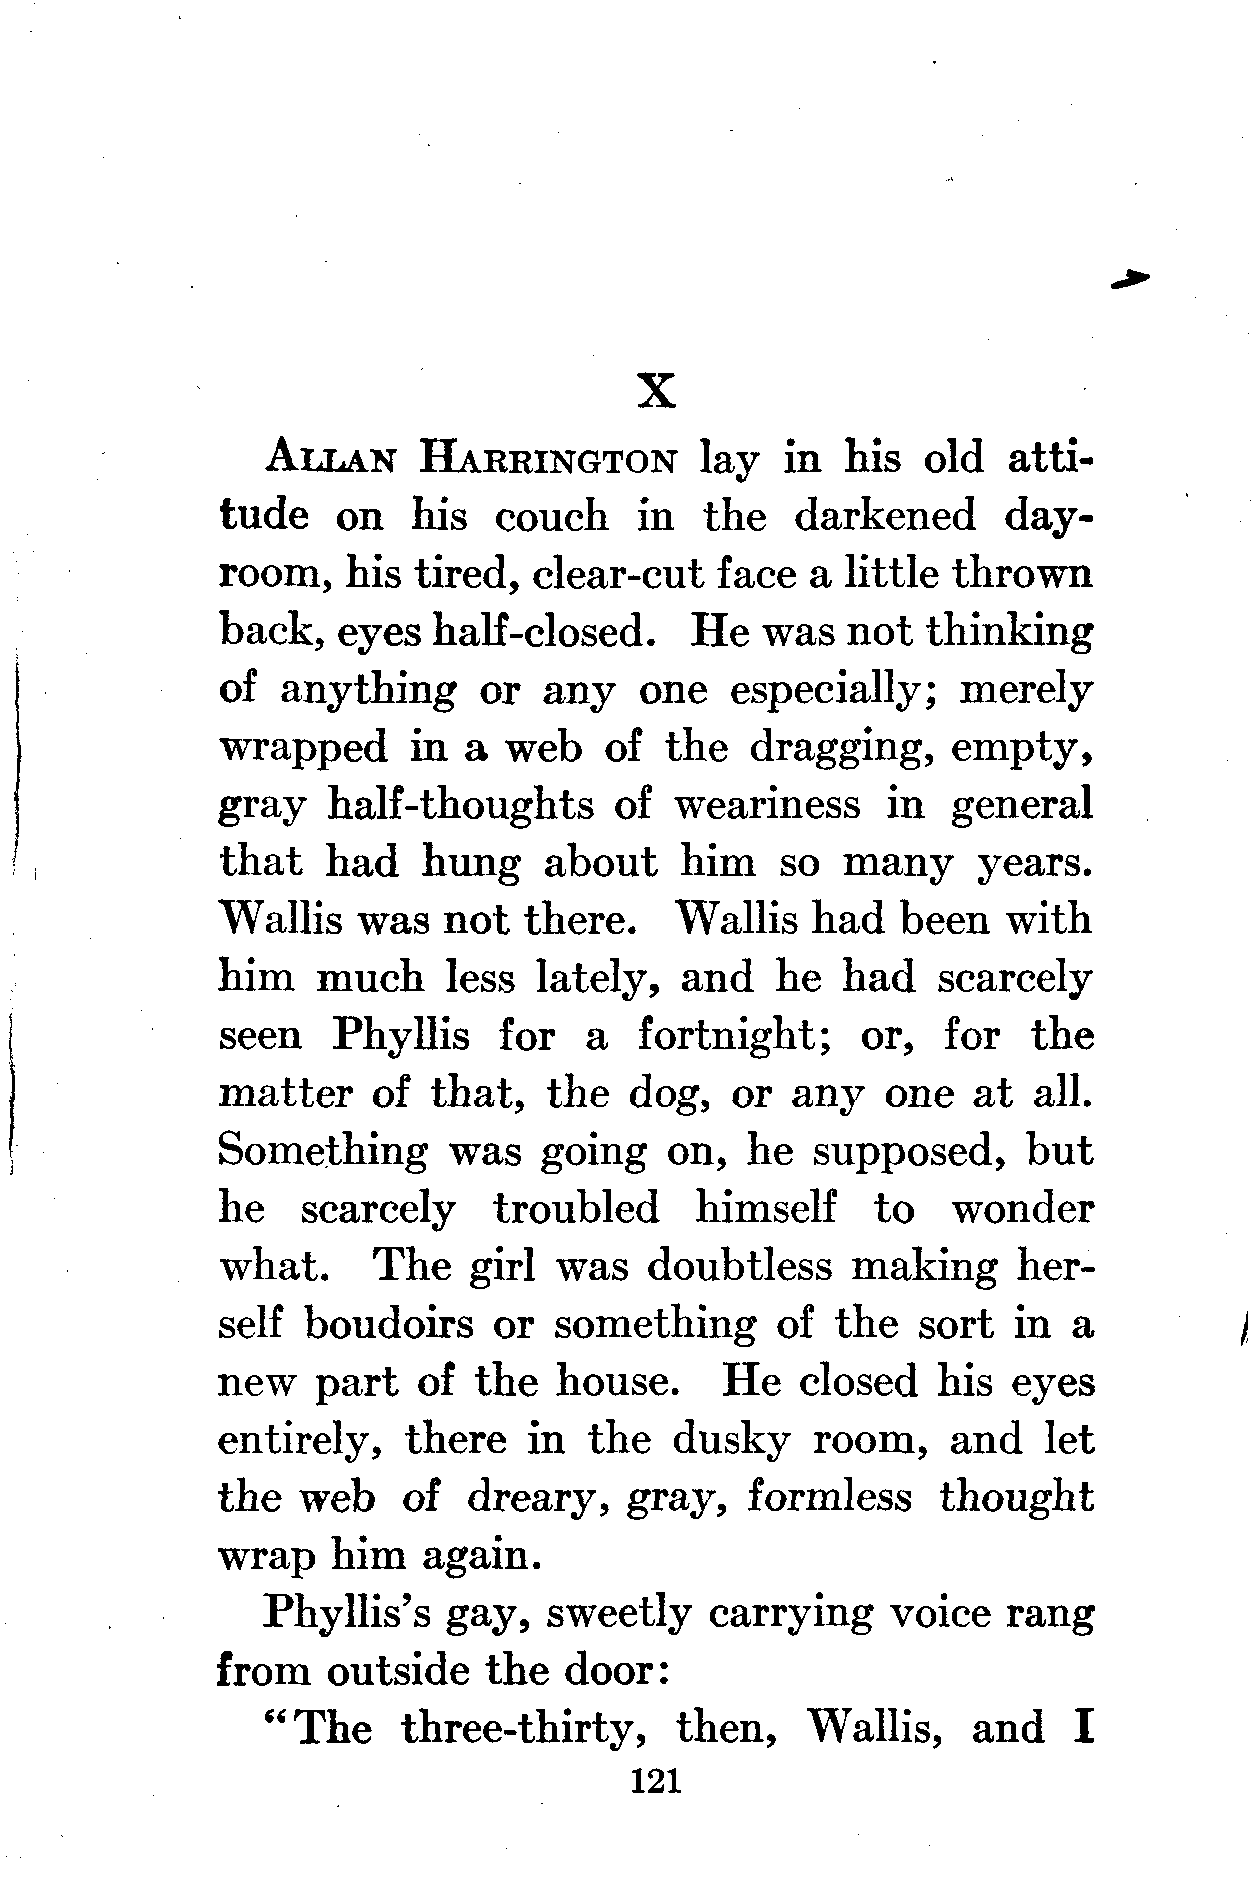 X
ALLAN HARRINGTON lay in his old atti-
tude on his couch in the darkened day-
room, his tired, clear-cut face a little thrown
back, eyes half-closed. He was not thinking
of anything or any one especially; merely
wrapped in a web of the dragging, empty,
gray half-thoughts of weariness in general
that had hung about him so many years.
Wallis was not there. Wallis had been with
him much less lately, and he had scarcely
seen Phyllis for a fortnight; or, for the
matter of that, the dog, or any one at all.
Something was going on, he supposed, but
he scarcely troubled himself to wonder
what. The girl was doubtless making her-
self boudoirs or something of the sort in a
new part of the house. He closed his eyes
entirely, there in the dusky room, and let
the web of dreary, gray, formless thought
wrap him again.
Phyllis's gay, sweetly carrying voice rang
from outside the door:
"The three-thirty, then, Wallis, and I
121